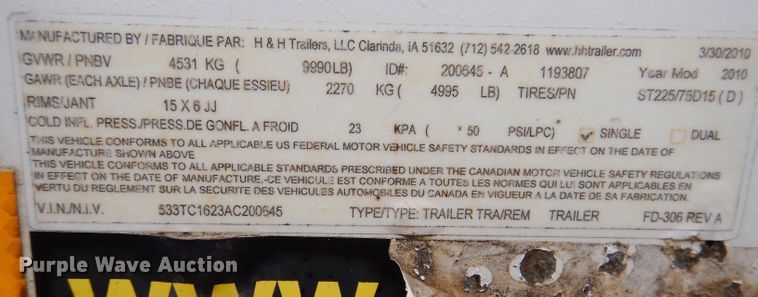 MANUFACTURED BY / FABRIQUE PAR: H & H Trailers, LLC Clarinda, IA 51632 (712) 542-2618 www.hhtrailer.com 3/30/2010
GVWR / PNBV 4531 KG ( 9990LB) ID#: 200645 - A 1193807 Year Mod 2010
GAWR (EACH AXLE) / PNBE (CHAQUE ESSIEU) 2270 KG ( 4995 LB) TIRES/PN ST225/75D15 ( D )
RIMS/JANT 15 X 6 JJ
COLD INFL. PRESS./PRESS.DE GONFL. A FROID 23 KPA ( 50 PSI/LPC) SINGLE DUAL
THIS VEHICLE CONFORMS TO ALL APPLICABLE US FEDERAL MOTOR VEHICLE SAFETY STANDARDS IN EFFECT ON THE DATE OF
MANUFACTURE SHOWN ABOVE
THIS VEHICLE CONFORMS TO ALL APPLICABLE STANDARDS PRESCRIBED UNDER THE CANADIAN MOTOR VEHICLE SAFETY REGULATIONS
IN EFFECT ON THE DATE OF MANUFACTURE.-CE VEHICULE EST CONFORME A TOUTES LES NORMES QUI LUI SONT APPLICABLES EN
VERTU DU REGLEMENT SUR LA SECURITE DES VEHICULES AUTOMOBILES DU CANADA EN VIGUEUR A LA DATE DE SA FABRICATION.
V.I.N./N.I.V. 533TC1623AC200645 TYPE/TYPE: TRAILER TRA/REM TRAILER FD-306 REV A
Purple Wave Auction
WWW